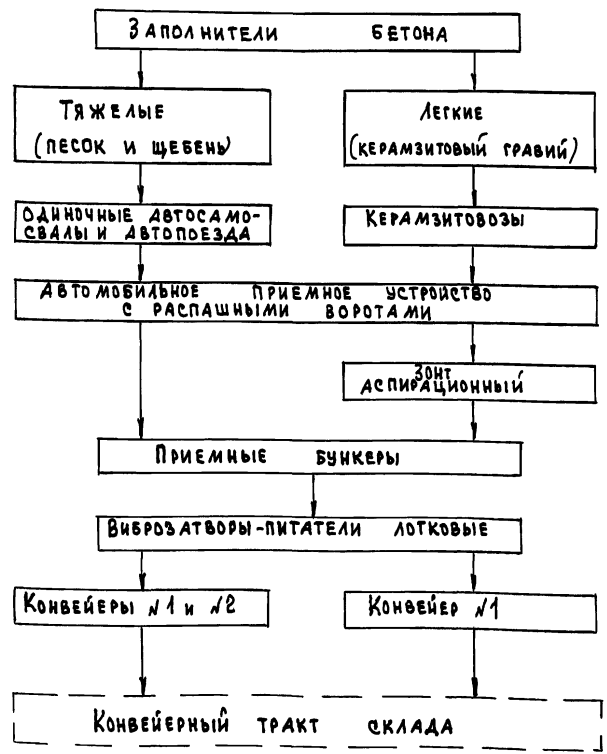 Заполнители бетона
Тяжелые
(песок и щебень)
Легкие
(керамзитовый гравий)
Одиночные автосамо-
свалы и автопоезда
Керамзитовозы
Автомобильное приемное устройство
с распашными воротами
Зонт
аспирационный
Приемные бункеры
Виброзатворы-питатели лотковые
Конвейеры №1 и №2
Конвейер №1
Конвейерный тракт склада